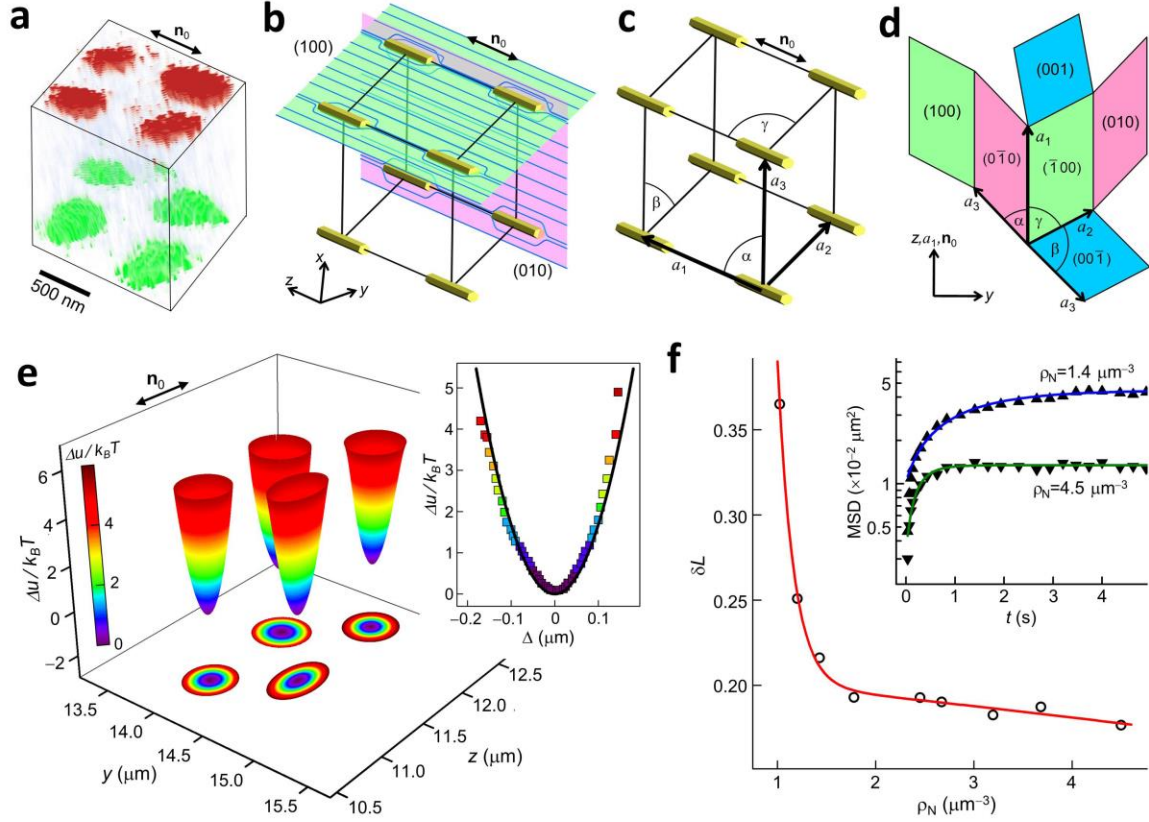 a
n₀
500 nm
b
n₀
(100)
(010)
x
z
y
c
n₀
γ
a₃
β
α
a₁
a₂
d
(001)
(100)
(010)
a₁
(01̄0)
(1̄00)
a₃
α
γ
a₂
β
(001̄)
a₃
z,a₁,n₀
y
e
n₀
Δu/k_BT
6
4
2
0
−2
Δu/k_BT
4
2
0
13.5
14.0
14.5
15.0
15.5
y (μm)
10.5
11.0
11.5
12.0
12.5
z (μm)
Δu/k_BT
5
4
3
2
1
0
−0.2
−0.1
0
0.1
Δ (μm)
f
δL
0.35
0.30
0.25
0.20
1
2
3
4
ρN (μm⁻³)
MSD (×10⁻² μm²)
5
1
0.5
ρN=1.4 μm⁻³
ρN=4.5 μm⁻³
0
1
2
3
4
t (s)